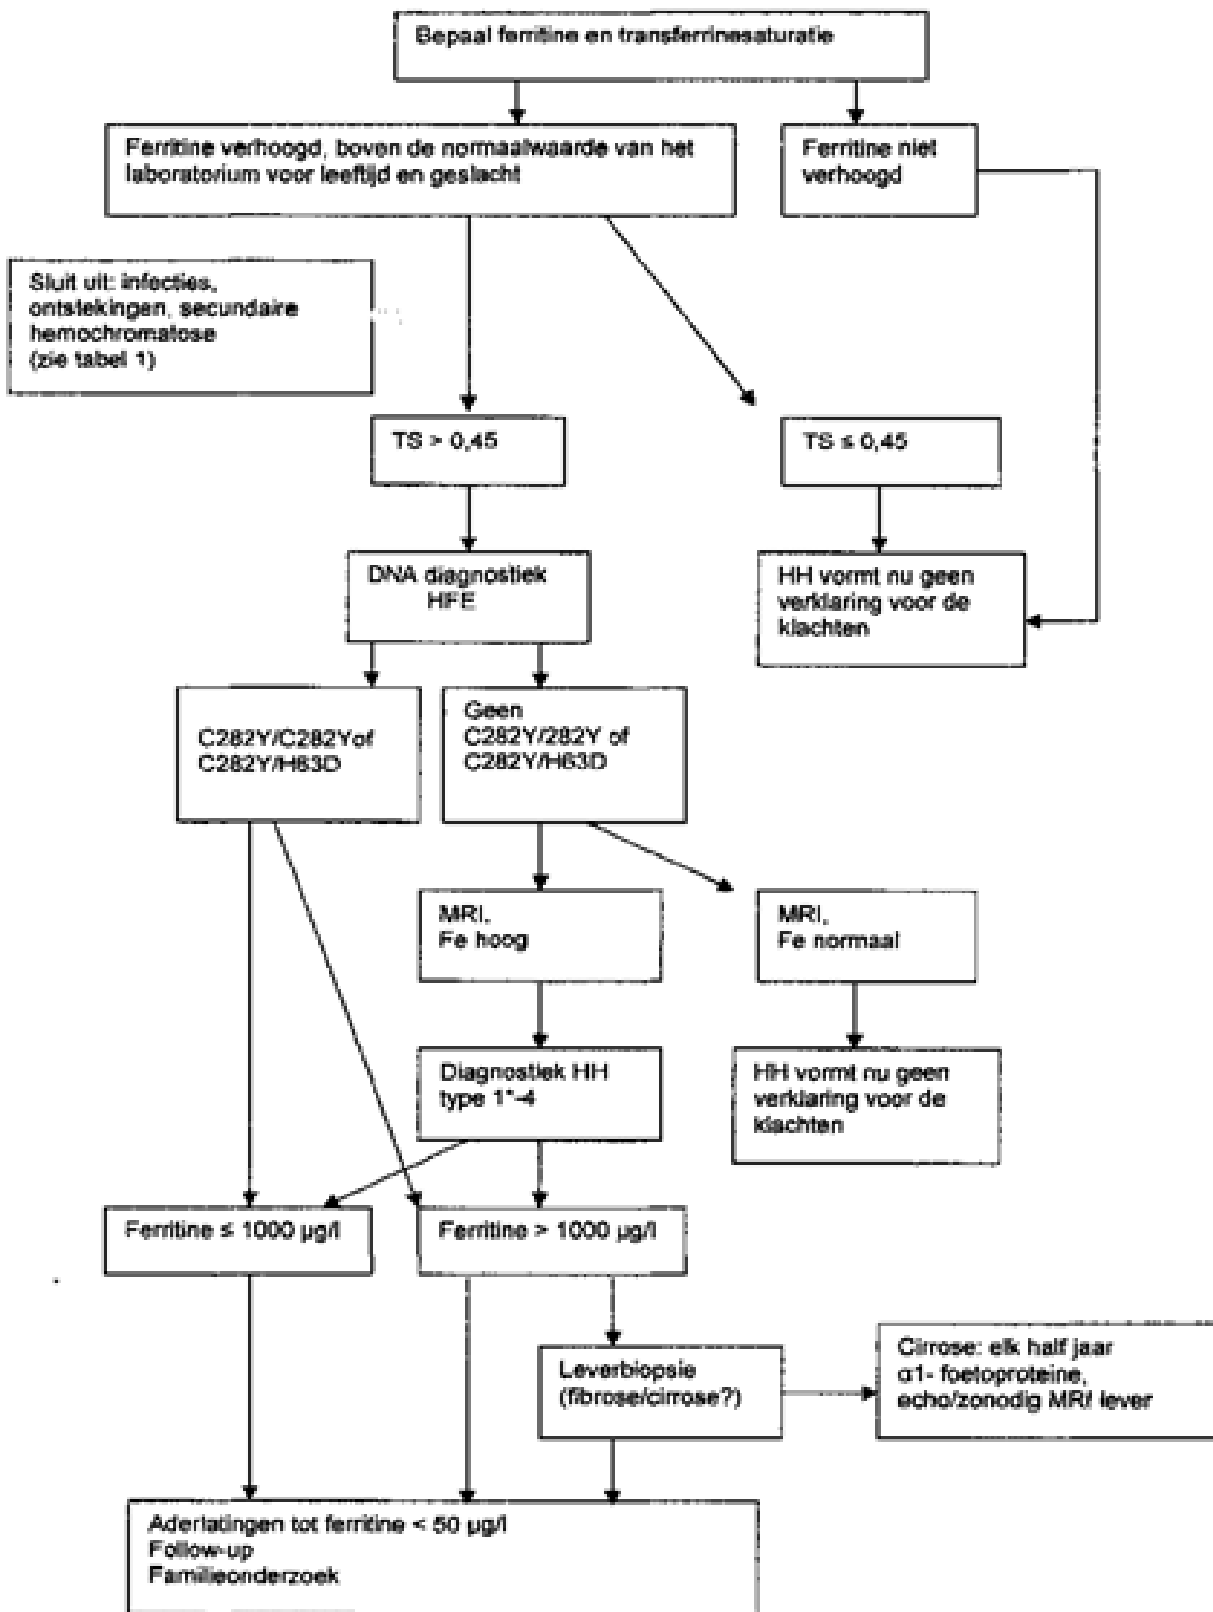 Bepaal ferritine en transferrinesaturatie
Ferritine verhoogd, boven de normaalwaarde van het
laboratorium voor leeftijd en geslacht
Ferritine niet
verhoogd
Sluit uit: infecties,
ontstekingen, secundaire
hemochromatose
(zie tabel 1)
TS > 0,45
TS ≤ 0,45
DNA diagnostiek
HFE
HH vormt nu geen
verklaring voor de
klachten
C282Y/C282Yof
C282Y/H63D
Geen
C282Y/282Y of
C282Y/H63D
MRI,
Fe hoog
MRI,
Fe normaal
Diagnostiek HH
type 1*-4
HH vormt nu geen
verklaring voor de
klachten
Ferritine ≤ 1000 µg/l
Ferritine > 1000 µg/l
Leverbiopsie
(fibrose/cirrose?)
Cirrose: elk half jaar
α1- foetoproteine,
echo/zonodig MRI lever
Aderlatingen tot ferritine < 50 µg/l
Follow-up
Familieonderzoek